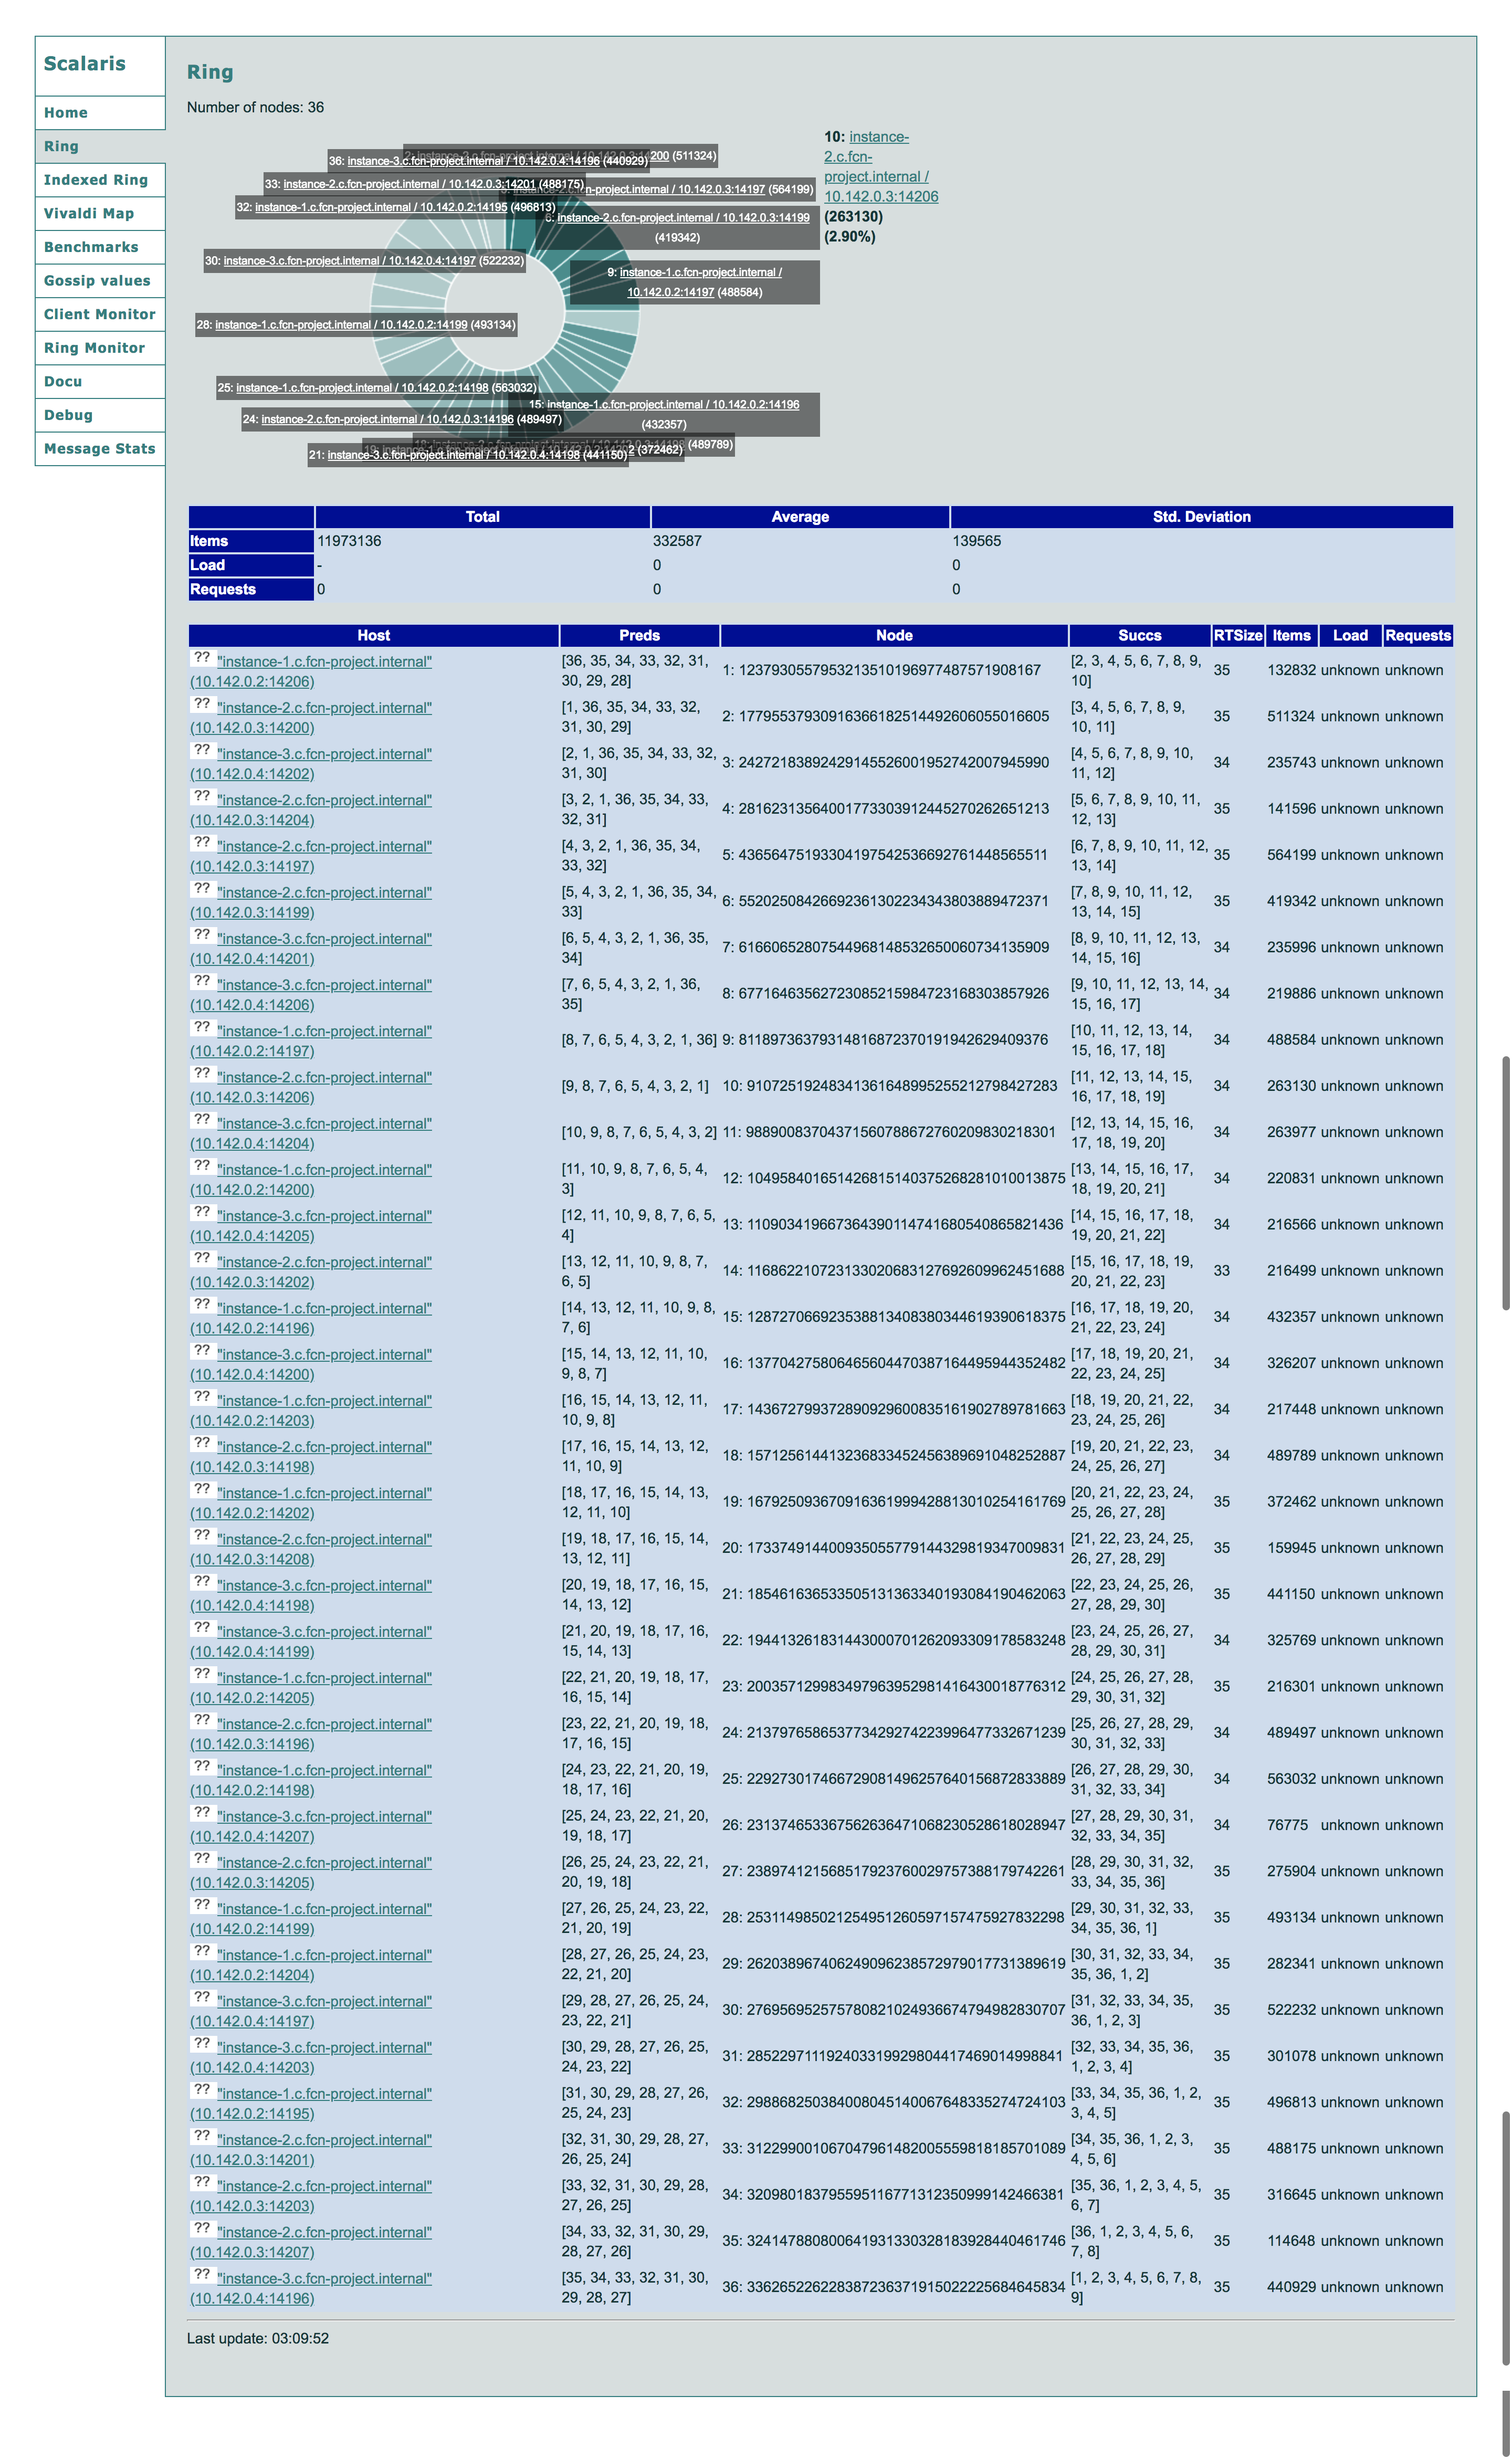 Scalaris
Home
Ring
Indexed Ring
Vivaldi Map
Benchmarks
Gossip values
Client Monitor
Ring Monitor
Docu
Debug
Message Stats
Ring
Number of nodes: 36
200 (511324)
36: instance-3.c.fcn-project.internal / 10.142.0.4:14196 (440929)
33: instance-2.c.fcn-project.internal / 10.142.0.3:14201 (488175)
n-project.internal / 10.142.0.3:14197 (564199)
32: instance-1.c.fcn-project.internal / 10.142.0.2:14195 (496813)
6: instance-2.c.fcn-project.internal / 10.142.0.3:14199
(419342)
30: instance-3.c.fcn-project.internal / 10.142.0.4:14197 (522232)
9: instance-1.c.fcn-project.internal /
10.142.0.2:14197 (488584)
28: instance-1.c.fcn-project.internal / 10.142.0.2:14199 (493134)
25: instance-1.c.fcn-project.internal / 10.142.0.2:14198 (563032)
15: instance-1.c.fcn-project.internal / 10.142.0.2:14196
(432357)
24: instance-2.c.fcn-project.internal / 10.142.0.3:14196 (489497)
(489789)
2 (372462)
21: instance-3.c.fcn-project.internal / 10.142.0.4:14198 (441150)
10: instance-
2.c.fcn-
project.internal /
10.142.0.3:14206
(263130)
(2.90%)
Total Average Std. Deviation
Items 11973136 332587 139565
Load - 0 0
Requests 0 0 0
Host Preds Node Succs RTSize Items Load Requests
?? "instance-1.c.fcn-project.internal" [36, 35, 34, 33, 32, 31, 1: 12379305579532135101969774875719​08167 [2, 3, 4, 5, 6, 7, 8, 9, 35 132832 unknown unknown
(10.142.0.2:14206) 30, 29, 28] 10]
?? "instance-2.c.fcn-project.internal" [1, 36, 35, 34, 33, 32, 2: 17795537930916366182514492606055016605 [3, 4, 5, 6, 7, 8, 9, 35 511324 unknown unknown
(10.142.0.3:14200) 31, 30, 29] 10, 11]
?? "instance-3.c.fcn-project.internal" [2, 1, 36, 35, 34, 33, 32, 3: 24272183892429145526001952742007945990 [4, 5, 6, 7, 8, 9, 10, 34 235743 unknown unknown
(10.142.0.4:14202) 31, 30] 11, 12]
?? "instance-2.c.fcn-project.internal" [3, 2, 1, 36, 35, 34, 33, 4: 28162313564001773303912445270262651213 [5, 6, 7, 8, 9, 10, 11, 35 141596 unknown unknown
(10.142.0.3:14204) 32, 31] 12, 13]
?? "instance-2.c.fcn-project.internal" [4, 3, 2, 1, 36, 35, 34, 5: 43656475193304197542536692761448565511 [6, 7, 8, 9, 10, 11, 12, 35 564199 unknown unknown
(10.142.0.3:14197) 33, 32] 13, 14]
?? "instance-2.c.fcn-project.internal" [5, 4, 3, 2, 1, 36, 35, 34, 6: 55202508426692361302234343803889472371 [7, 8, 9, 10, 11, 12, 35 419342 unknown unknown
(10.142.0.3:14199) 33] 13, 14, 15]
?? "instance-3.c.fcn-project.internal" [6, 5, 4, 3, 2, 1, 36, 35, 7: 61660652807544968148532650060734135909 [8, 9, 10, 11, 12, 13, 34 235996 unknown unknown
(10.142.0.4:14201) 34] 14, 15, 16]
?? "instance-3.c.fcn-project.internal" [7, 6, 5, 4, 3, 2, 1, 36, 8: 67716463562723085215984723168303857926 [9, 10, 11, 12, 13, 14, 34 219886 unknown unknown
(10.142.0.4:14206) 35] 15, 16, 17]
?? "instance-1.c.fcn-project.internal" [8, 7, 6, 5, 4, 3, 2, 1, 36] 9: 81189736379314816872370191942629409376 [10, 11, 12, 13, 14, 34 488584 unknown unknown
(10.142.0.2:14197) 15, 16, 17, 18]
?? "instance-2.c.fcn-project.internal" [9, 8, 7, 6, 5, 4, 3, 2, 1] 10: 91072519248341361648995255212798427283 [11, 12, 13, 14, 15, 34 263130 unknown unknown
(10.142.0.3:14206) 16, 17, 18, 19]
?? "instance-3.c.fcn-project.internal" [10, 9, 8, 7, 6, 5, 4, 3, 2] 11: 98890083704371560788672760209830218301 [12, 13, 14, 15, 16, 34 263977 unknown unknown
(10.142.0.4:14204) 17, 18, 19, 20]
?? "instance-1.c.fcn-project.internal" [11, 10, 9, 8, 7, 6, 5, 4, 12: 104958401651426815140375268281010013875 [13, 14, 15, 16, 17, 34 220831 unknown unknown
(10.142.0.2:14200) 3] 18, 19, 20, 21]
?? "instance-3.c.fcn-project.internal" [12, 11, 10, 9, 8, 7, 6, 5, 13: 110903419667364390114741680540865821436 [14, 15, 16, 17, 18, 34 216566 unknown unknown
(10.142.0.4:14205) 4] 19, 20, 21, 22]
?? "instance-2.c.fcn-project.internal" [13, 12, 11, 10, 9, 8, 7, 14: 116862210723133020683127692609962451688 [15, 16, 17, 18, 19, 33 216499 unknown unknown
(10.142.0.3:14202) 6, 5] 20, 21, 22, 23]
?? "instance-1.c.fcn-project.internal" [14, 13, 12, 11, 10, 9, 8, 15: 128727066923538813408380344619390618375 [16, 17, 18, 19, 20, 34 432357 unknown unknown
(10.142.0.2:14196) 7, 6] 21, 22, 23, 24]
?? "instance-3.c.fcn-project.internal" [15, 14, 13, 12, 11, 10, 16: 137704275806465604470387164495944352482 [17, 18, 19, 20, 21, 34 326207 unknown unknown
(10.142.0.4:14200) 9, 8, 7] 22, 23, 24, 25]
?? "instance-1.c.fcn-project.internal" [16, 15, 14, 13, 12, 11, 17: 143672799372890929600835161902789781663 [18, 19, 20, 21, 22, 34 217448 unknown unknown
(10.142.0.2:14203) 10, 9, 8] 23, 24, 25, 26]
?? "instance-2.c.fcn-project.internal" [17, 16, 15, 14, 13, 12, 18: 157125614413236833452456389691048252887 [19, 20, 21, 22, 23, 34 489789 unknown unknown
(10.142.0.3:14198) 11, 10, 9] 24, 25, 26, 27]
?? "instance-1.c.fcn-project.internal" [18, 17, 16, 15, 14, 13, 19: 167925093670916361999428813010254161769 [20, 21, 22, 23, 24, 35 372462 unknown unknown
(10.142.0.2:14202) 12, 11, 10] 25, 26, 27, 28]
?? "instance-2.c.fcn-project.internal" [19, 18, 17, 16, 15, 14, 20: 173374914400935055779144329819347009831 [21, 22, 23, 24, 25, 35 159945 unknown unknown
(10.142.0.3:14208) 13, 12, 11] 26, 27, 28, 29]
?? "instance-3.c.fcn-project.internal" [20, 19, 18, 17, 16, 15, 21: 185461636533505131363340193084190462063 [22, 23, 24, 25, 26, 35 441150 unknown unknown
(10.142.0.4:14198) 14, 13, 12] 27, 28, 29, 30]
?? "instance-3.c.fcn-project.internal" [21, 20, 19, 18, 17, 16, 22: 194413261831443000701262093309178583248 [23, 24, 25, 26, 27, 34 325769 unknown unknown
(10.142.0.4:14199) 15, 14, 13] 28, 29, 30, 31]
?? "instance-1.c.fcn-project.internal" [22, 21, 20, 19, 18, 17, 23: 200357129983497963952981416430018776312 [24, 25, 26, 27, 28, 35 216301 unknown unknown
(10.142.0.2:14205) 16, 15, 14] 29, 30, 31, 32]
?? "instance-2.c.fcn-project.internal" [23, 22, 21, 20, 19, 18, 24: 213797658653773429274223996477332671239 [25, 26, 27, 28, 29, 34 489497 unknown unknown
(10.142.0.3:14196) 17, 16, 15] 30, 31, 32, 33]
?? "instance-1.c.fcn-project.internal" [24, 23, 22, 21, 20, 19, 25: 229273017466729081496257640156872833889 [26, 27, 28, 29, 30, 34 563032 unknown unknown
(10.142.0.2:14198) 18, 17, 16] 31, 32, 33, 34]
?? "instance-3.c.fcn-project.internal" [25, 24, 23, 22, 21, 20, 26: 231374653367562636471068230528618028947 [27, 28, 29, 30, 31, 34 76775 unknown unknown
(10.142.0.4:14207) 19, 18, 17] 32, 33, 34, 35]
?? "instance-2.c.fcn-project.internal" [26, 25, 24, 23, 22, 21, 27: 238974121568517923760029757388179742261 [28, 29, 30, 31, 32, 35 275904 unknown unknown
(10.142.0.3:14205) 20, 19, 18] 33, 34, 35, 36]
?? "instance-1.c.fcn-project.internal" [27, 26, 25, 24, 23, 22, 28: 253114985021254951260597157475927832298 [29, 30, 31, 32, 33, 35 493134 unknown unknown
(10.142.0.2:14199) 21, 20, 19] 34, 35, 36, 1]
?? "instance-1.c.fcn-project.internal" [28, 27, 26, 25, 24, 23, 29: 262038967406249096238572979017731389619 [30, 31, 32, 33, 34, 35 282341 unknown unknown
(10.142.0.2:14204) 22, 21, 20] 35, 36, 1, 2]
?? "instance-3.c.fcn-project.internal" [29, 28, 27, 26, 25, 24, 30: 276956952575780821024936674794982830707 [31, 32, 33, 34, 35, 35 522232 unknown unknown
(10.142.0.4:14197) 23, 22, 21] 36, 1, 2, 3]
?? "instance-3.c.fcn-project.internal" [30, 29, 28, 27, 26, 25, 31: 285229711192403319929804417469014998841 [32, 33, 34, 35, 36, 35 301078 unknown unknown
(10.142.0.4:14203) 24, 23, 22] 1, 2, 3, 4]
?? "instance-1.c.fcn-project.internal" [31, 30, 29, 28, 27, 26, 32: 298868250384008045140067648335274724103 [33, 34, 35, 36, 1, 2, 35 496813 unknown unknown
(10.142.0.2:14195) 25, 24, 23] 3, 4, 5]
?? "instance-2.c.fcn-project.internal" [32, 31, 30, 29, 28, 27, 33: 312299001067047961482005559818185701089 [34, 35, 36, 1, 2, 3, 35 488175 unknown unknown
(10.142.0.3:14201) 26, 25, 24] 4, 5, 6]
?? "instance-2.c.fcn-project.internal" [33, 32, 31, 30, 29, 28, 34: 320980183795595116771312350999142466381 [35, 36, 1, 2, 3, 4, 5, 35 316645 unknown unknown
(10.142.0.3:14203) 27, 26, 25] 6, 7]
?? "instance-2.c.fcn-project.internal" [34, 33, 32, 31, 30, 29, 35: 324147880800641931330328183928440461746 [36, 1, 2, 3, 4, 5, 6, 35 114648 unknown unknown
(10.142.0.3:14207) 28, 27, 26] 7, 8]
?? "instance-3.c.fcn-project.internal" [35, 34, 33, 32, 31, 30, 36: 336265226228387236371915022225684645834 [1, 2, 3, 4, 5, 6, 7, 8, 35 440929 unknown unknown
(10.142.0.4:14196) 29, 28, 27] 9]
Last update: 03:09:52